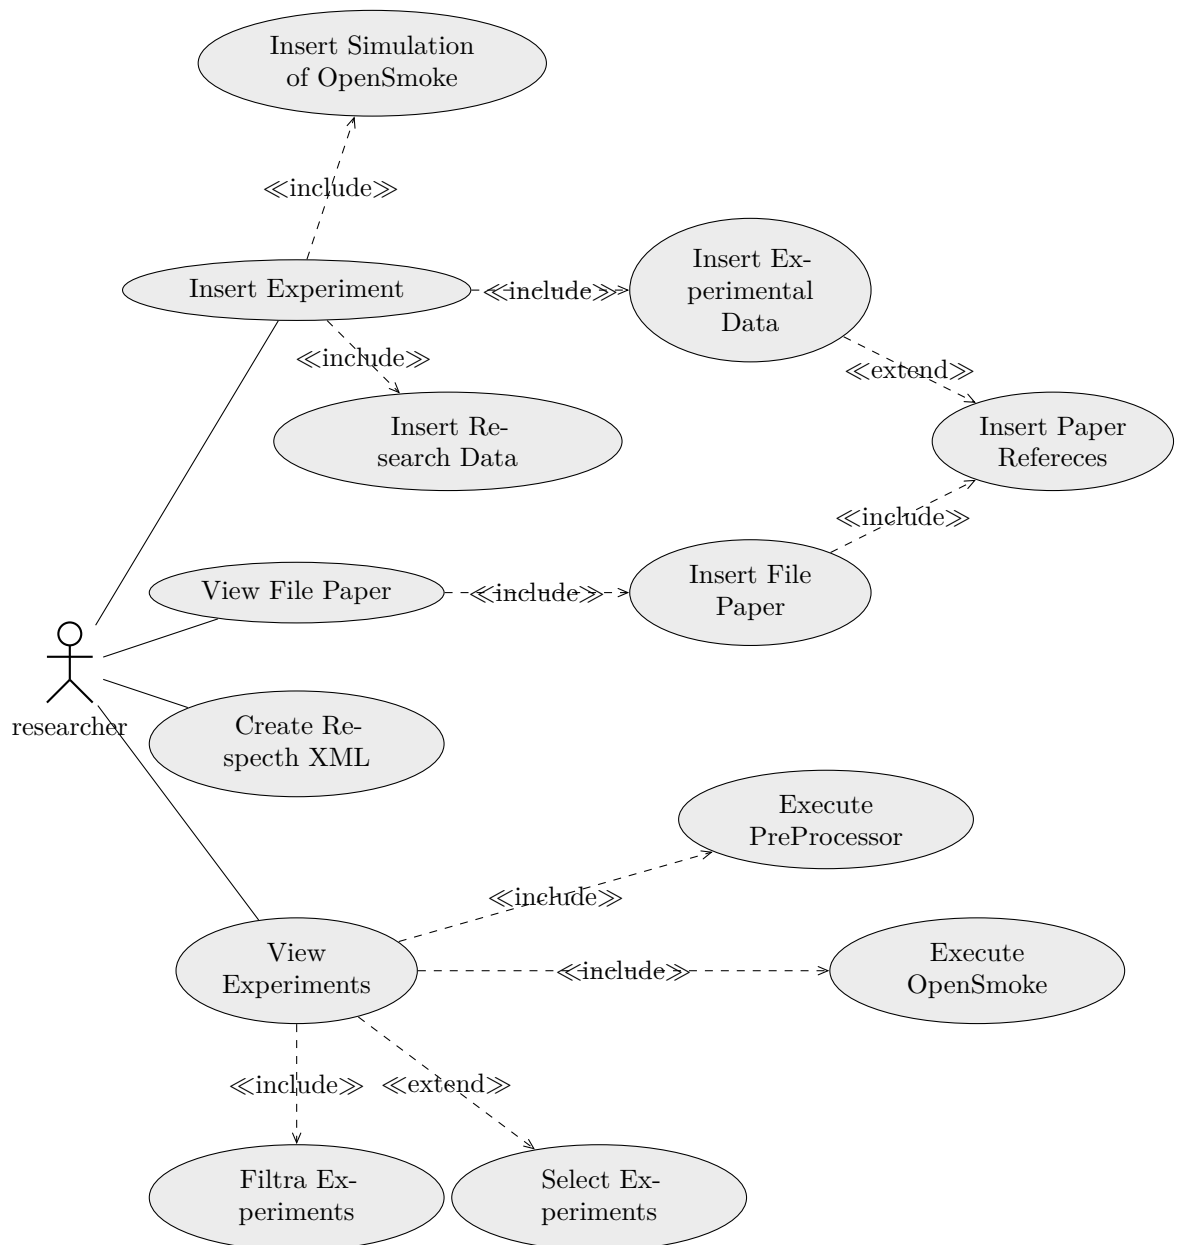 Insert Simulation
of OpenSmoke
≪include≫
Insert Experiment
≪include≫
Insert Ex-
perimental
Data
≪include≫
≪extend≫
Insert Re-
search Data
Insert Paper
Refereces
≪include≫
View File Paper
≪include≫
Insert File
Paper
researcher
Create Re-
specth XML
Execute
PreProcessor
≪include≫
View
Experiments
≪include≫
Execute
OpenSmoke
≪include≫
≪extend≫
Filtra Ex-
periments
Select Ex-
periments